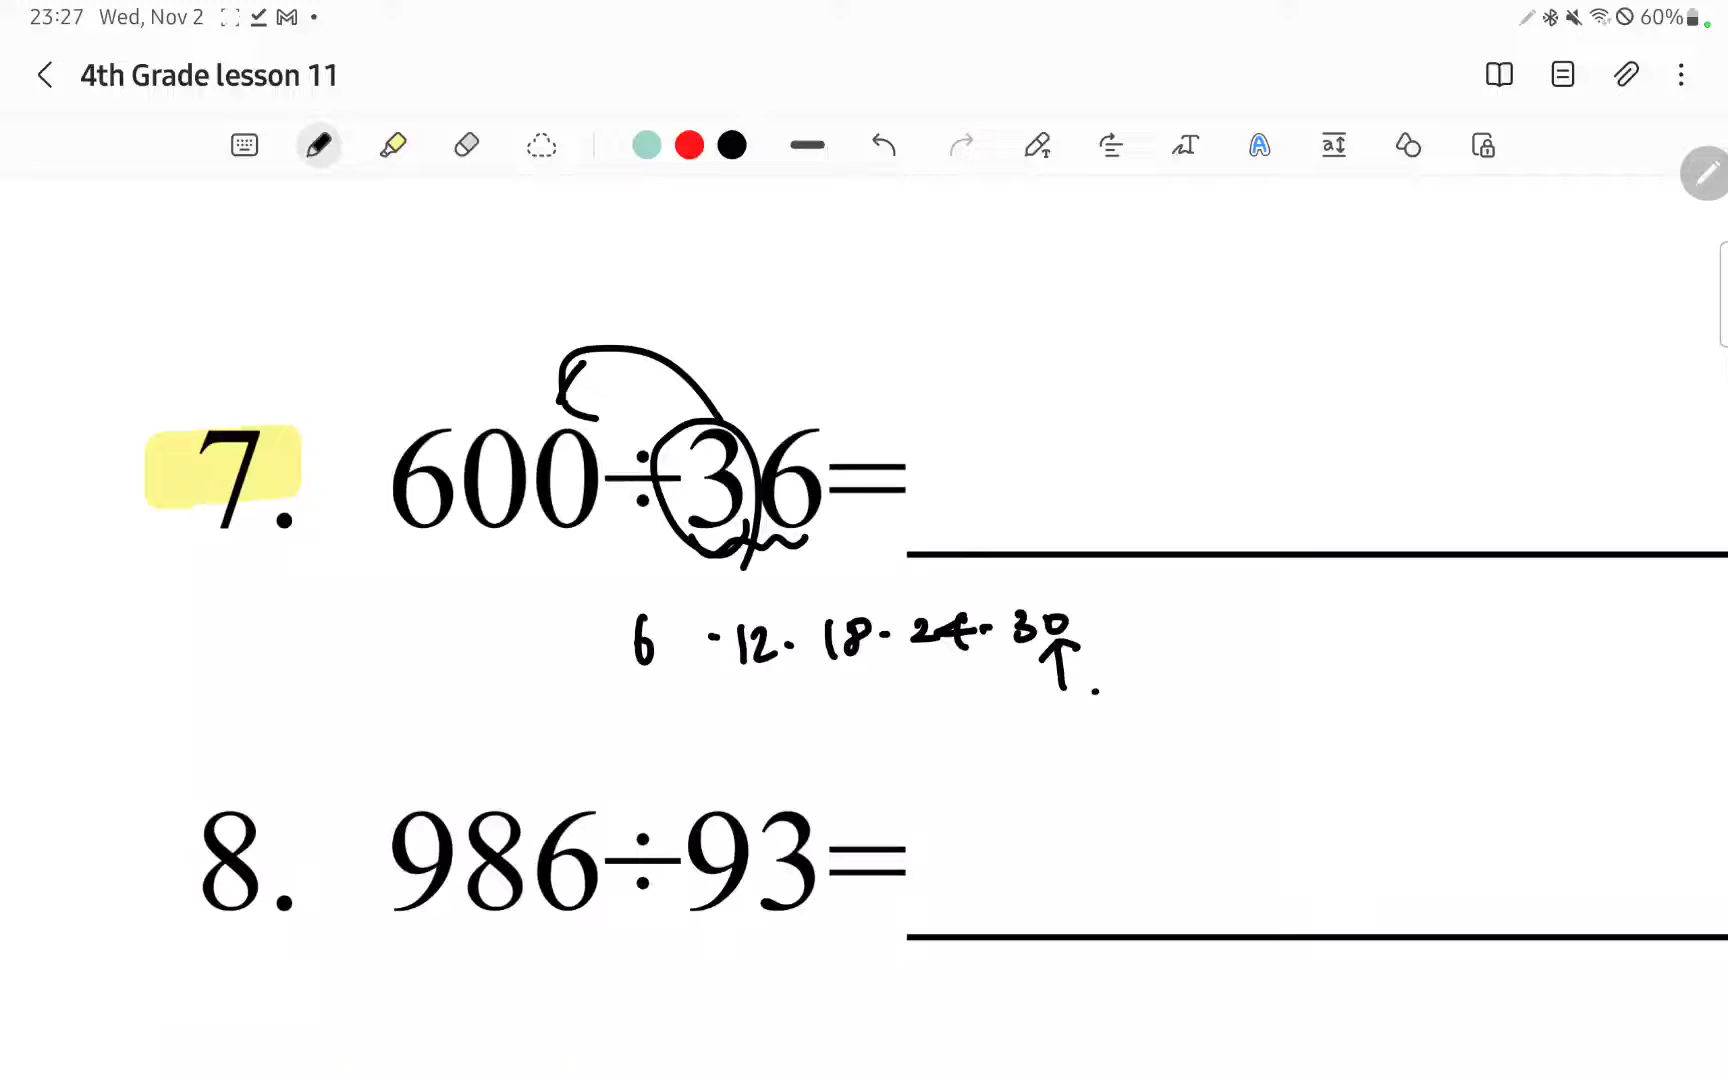 23:27 Wed, Nov 2 60%
4th Grade lesson 11
7. 600÷36=
6 · 12 · 18 · 24 · 30
8. 986÷93=